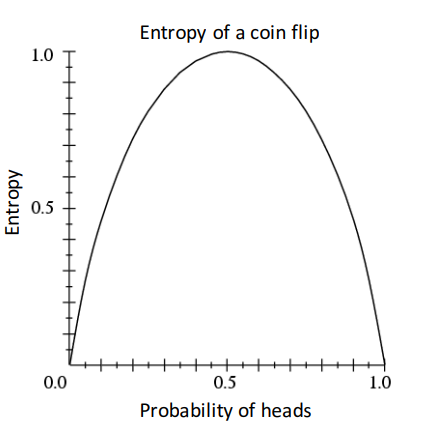 Entropy of a coin flip
1.0
Entropy
0.5
0.0 0.5 1.0
Probability of heads